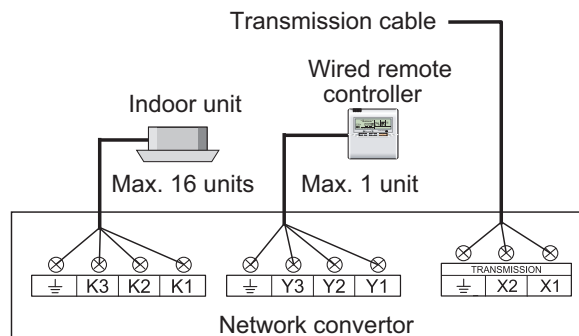 Transmission cable
Wired remote
controller
Indoor unit
Max. 16 units
Max. 1 unit
K3 K2 K1
Y3 Y2 Y1
TRANSMISSION
X2 X1
Network convertor